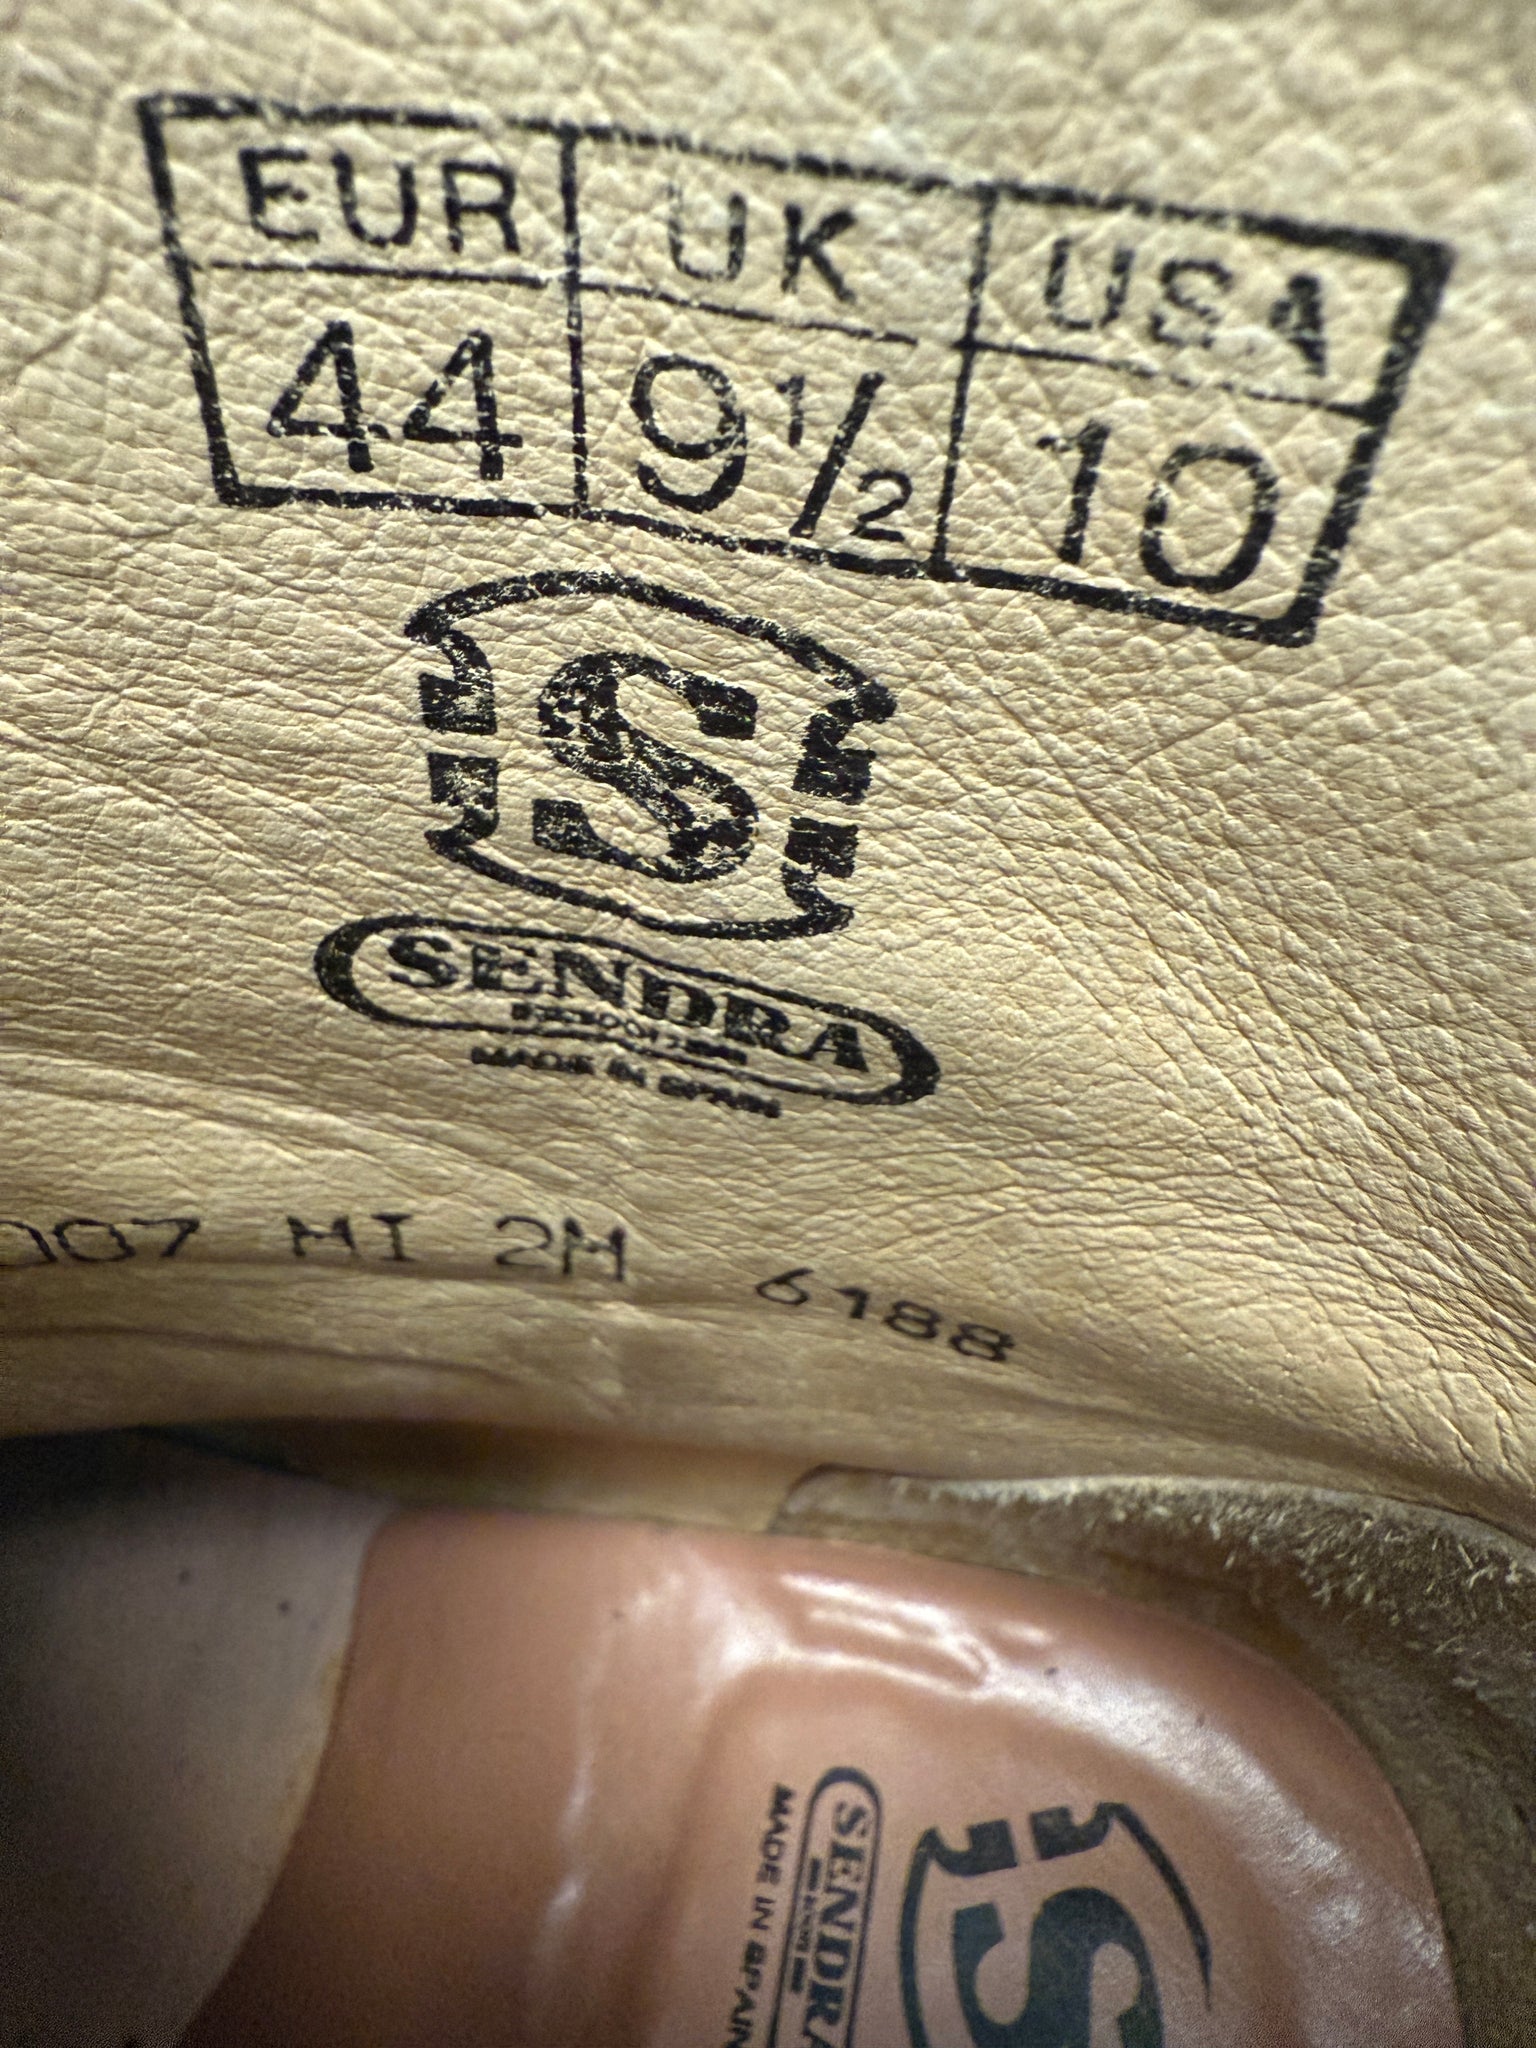 EUR UK USA
44 9½ 10
S
SENDRA
MADE IN SPAIN
007 MI 2M 6188
S
SENDRA
MADE IN SPAIN